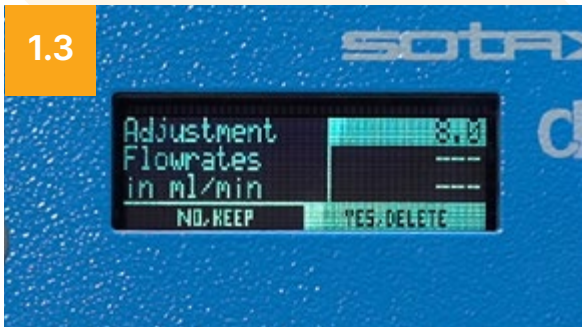 1.3
sotax
d
Adjustment 8.0
Flowrates ---
in ml/min ---
NO,KEEP YES,DELETE